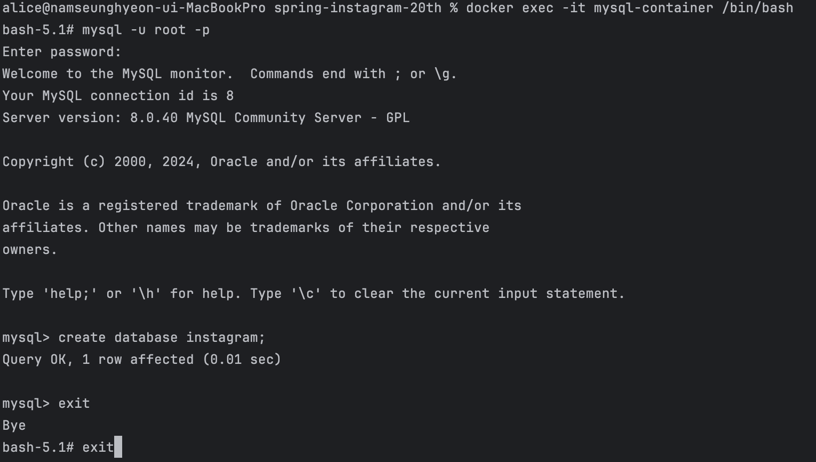 alice@namseunghyeon-ui-MacBookPro spring-instagram-20th % docker exec -it mysql-container /bin/bash
bash-5.1# mysql -u root -p
Enter password:
Welcome to the MySQL monitor.  Commands end with ; or \g.
Your MySQL connection id is 8
Server version: 8.0.40 MySQL Community Server - GPL

Copyright (c) 2000, 2024, Oracle and/or its affiliates.

Oracle is a registered trademark of Oracle Corporation and/or its
affiliates. Other names may be trademarks of their respective
owners.

Type 'help;' or '\h' for help. Type '\c' to clear the current input statement.

mysql> create database instagram;
Query OK, 1 row affected (0.01 sec)

mysql> exit
Bye
bash-5.1# exit